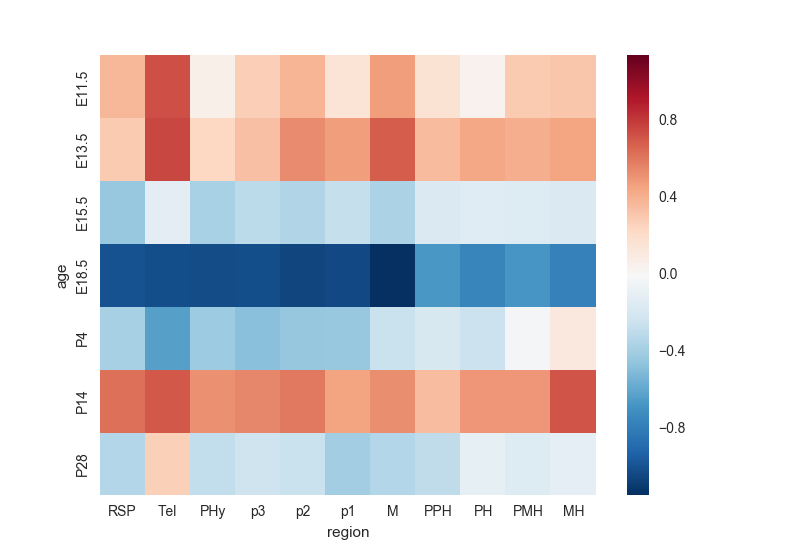 E11.5
E13.5
E15.5
E18.5
P4
P14
P28
age
RSP Tel PHy p3 p2 p1 M PPH PH PMH MH
region
0.8
0.4
0.0
−0.4
−0.8